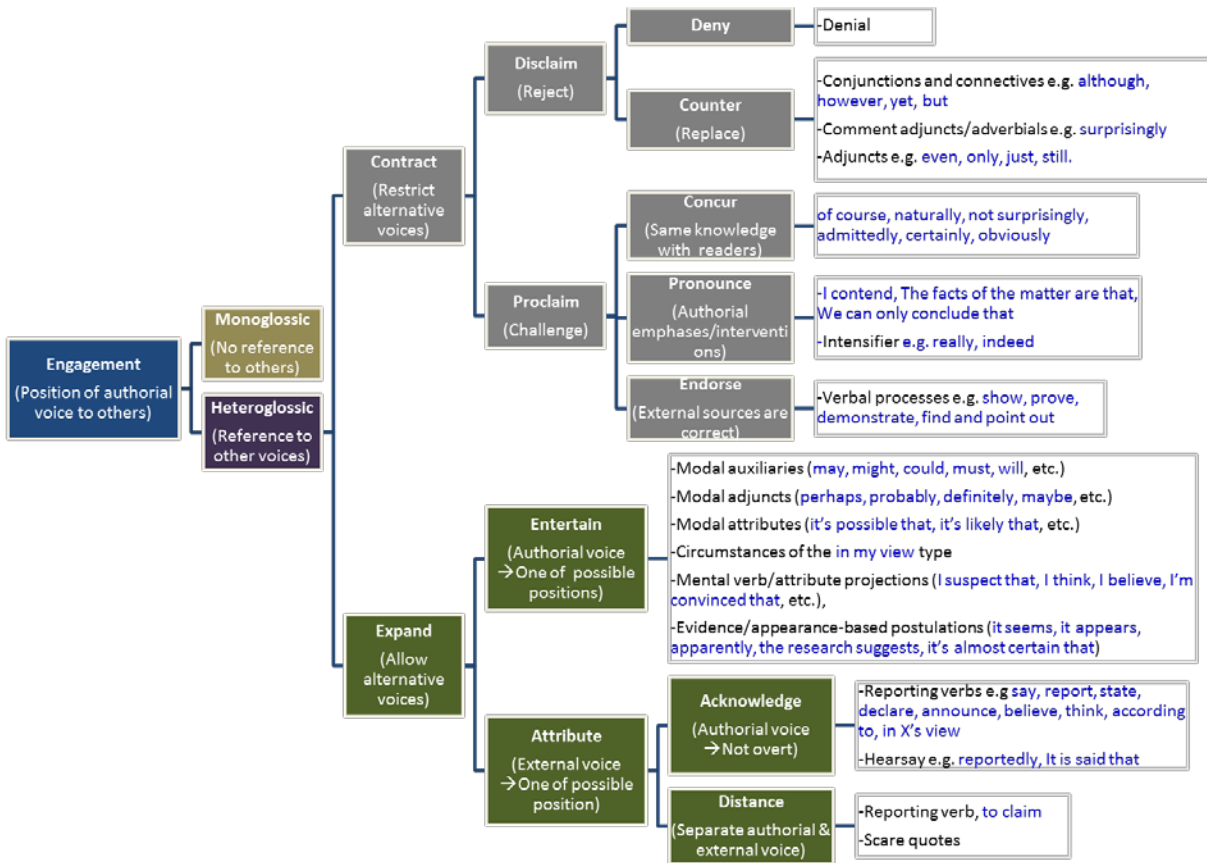 Deny
-Denial
Disclaim
(Reject)
Counter
(Replace)
-Conjunctions and connectives e.g. although,
however, yet, but
-Comment adjuncts/adverbials e.g. surprisingly
-Adjuncts e.g. even, only, just, still.
Contract
(Restrict
alternative
voices)
Concur
(Same knowledge
with readers)
of course, naturally, not surprisingly,
admittedly, certainly, obviously
Proclaim
(Challenge)
Pronounce
(Authorial
emphases/interventi
ons)
-I contend, The facts of the matter are that,
We can only conclude that
-Intensifier e.g. really, indeed
Endorse
(External sources are
correct)
-Verbal processes e.g. show, prove,
demonstrate, find and point out
Engagement
(Position of authorial
voice to others)
Monoglossic
(No reference
to others)
Heteroglossic
(Reference to
other voices)
Expand
(Allow
alternative
voices)
Entertain
(Authorial voice
→One of possible
positions)
-Modal auxiliaries (may, might, could, must, will, etc.)
-Modal adjuncts (perhaps, probably, definitely, maybe, etc.)
-Modal attributes (it's possible that, it's likely that, etc.)
-Circumstances of the in my view type
-Mental verb/attribute projections (I suspect that, I think, I believe, I'm
convinced that, etc.),
-Evidence/appearance-based postulations (it seems, it appears,
apparently, the research suggests, it's almost certain that)
Attribute
(External voice
→One of possible
position)
Acknowledge
(Authorial voice
→Not overt)
-Reporting verbs e.g say, report, state,
declare, announce, believe, think, according
to, in X's view
-Hearsay e.g. reportedly, It is said that
Distance
(Separate authorial &
external voice)
-Reporting verb, to claim
-Scare quotes